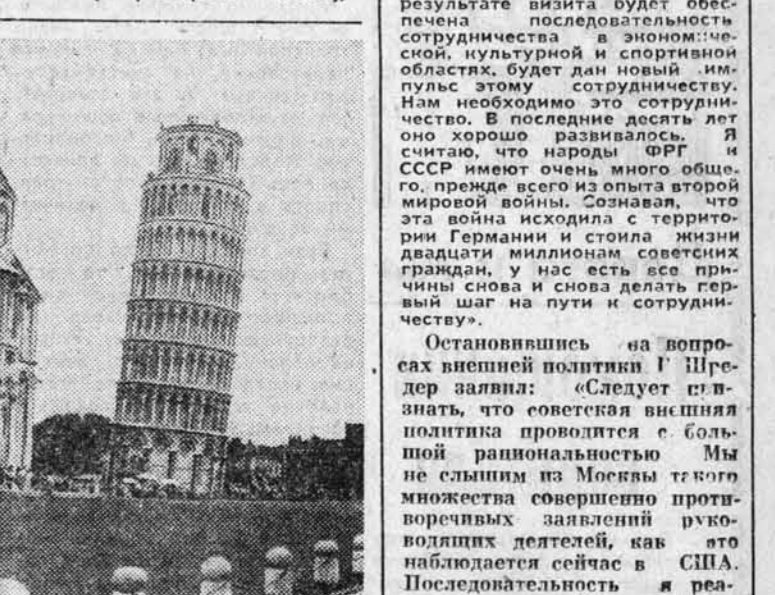 результате визита будет обес-
печена последовательность
сотрудничества в экономиче-
ской, культурной и спортивной
областях, будет дан новый им-
пульс этому сотрудничеству.
Нам необходимо это сотрудни-
чество. В последние десять лет
оно хорошо развивалось. Я
считаю, что народы ФРГ и
СССР имеют очень много обще-
го, прежде всего из опыта второй
мировой войны. Сознавая, что
эта война исходила с террито-
рии Германии и стоила жизни
двадцати миллионам советских
граждан, у нас есть все при-
чины снова и снова делать пер-
вый шаг на пути к сотрудни-
честву».
Остановившись на вопро-
сах внешней политики Г Шре-
дер заявил: «Следует при-
знать, что советская внешняя
политика проводится с боль-
шой рациональностью Мы
не слышим из Москвы такого
множества совершенно проти-
воречивых заявлений руко-
водящих деятелей, как это
наблюдается сейчас в США.
Последовательность и реа-